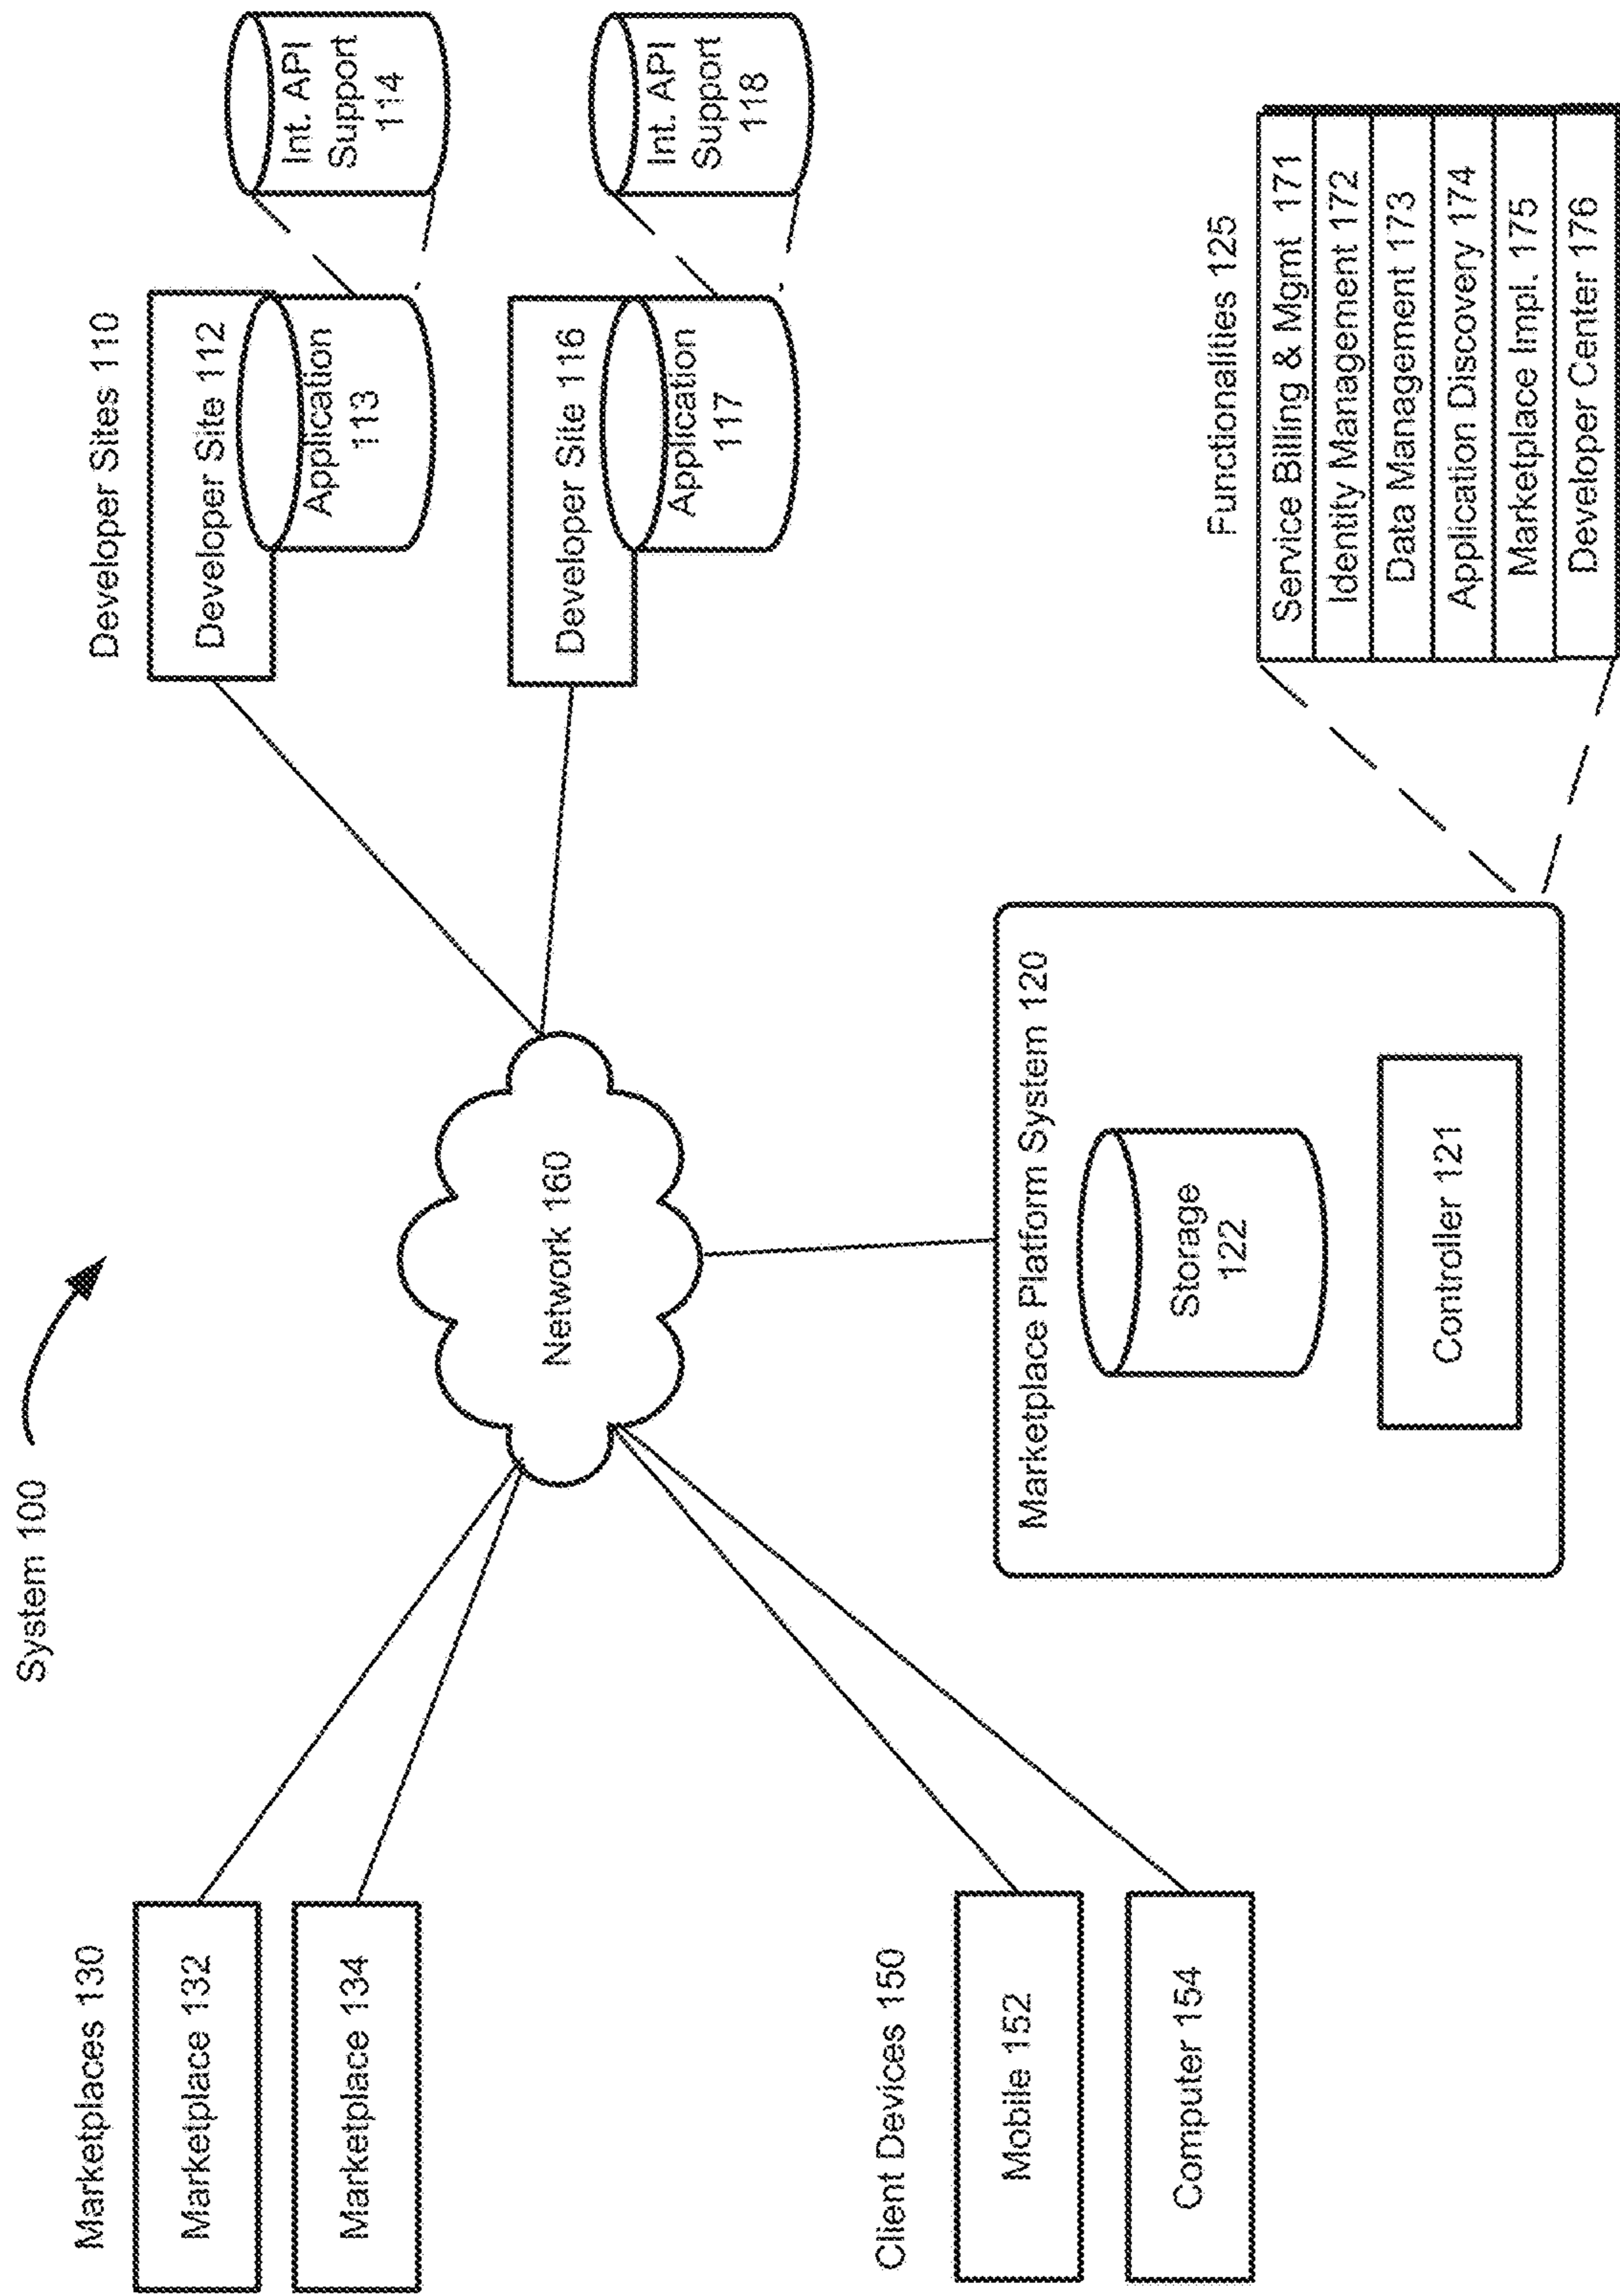 System 100
Marketplaces 130
Marketplace 132
Marketplace 134
Client Devices 150
Mobile 152
Computer 154
Network 160
Marketplace Platform System 120
Storage
122
Controller 121
Developer Sites 110
Developer Site 112
Application
113
Int. API
Support
114
Developer Site 116
Application
117
Int. API
Support
118
Functionalities 125
Service Billing & Mgmt 171
Identity Management 172
Data Management 173
Application Discovery 174
Marketplace Impl. 175
Developer Center 176